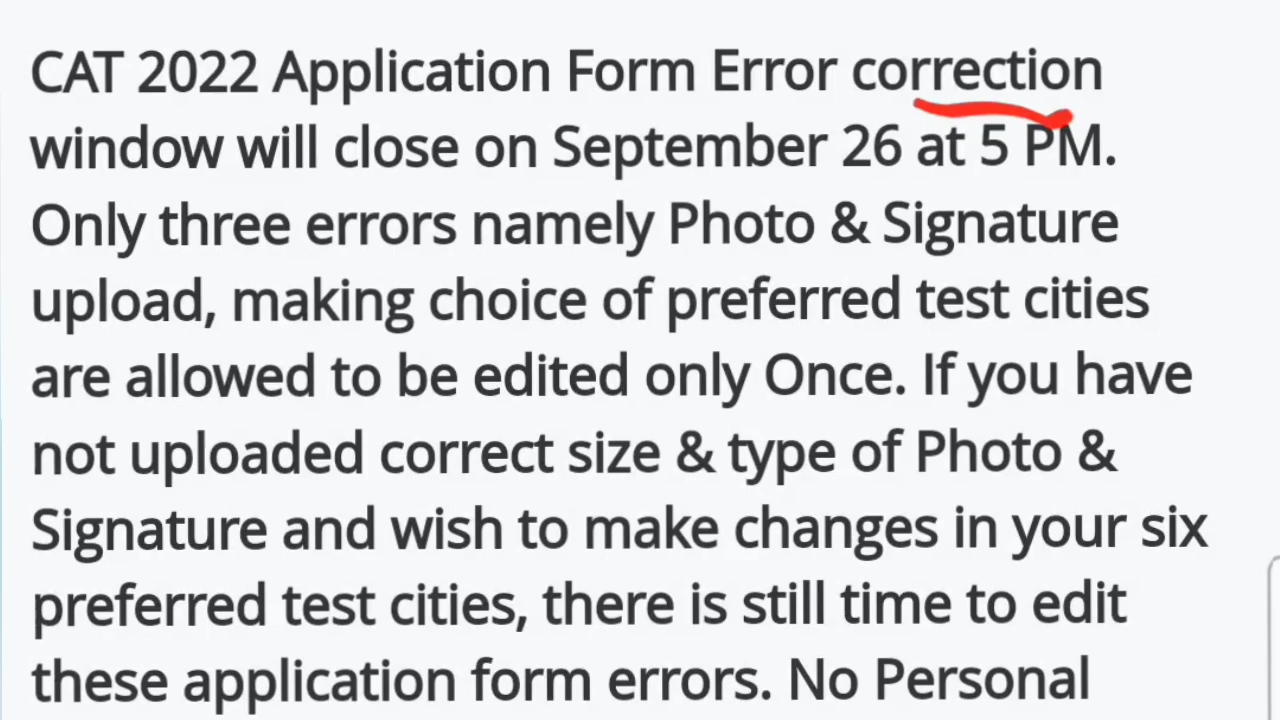 CAT 2022 Application Form Error correction
window will close on September 26 at 5 PM.
Only three errors namely Photo & Signature
upload, making choice of preferred test cities
are allowed to be edited only Once. If you have
not uploaded correct size & type of Photo &
Signature and wish to make changes in your six
preferred test cities, there is still time to edit
these application form errors. No Personal